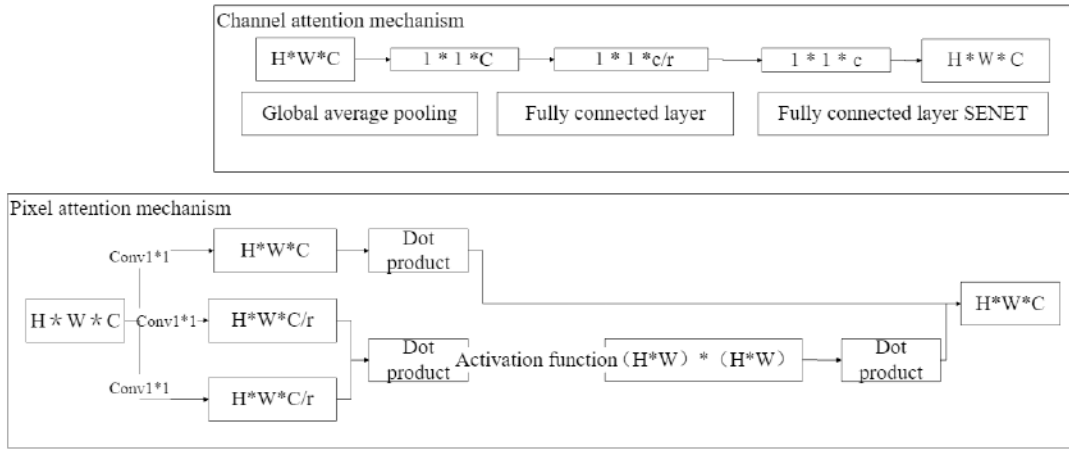 Channel attention mechanism
H*W*C
1 * 1 *C
1 * 1 *c/r
1 * 1 * c
H*W*C
Global average pooling
Fully connected layer
Fully connected layer SENET
Pixel attention mechanism
Conv1*1
H*W*C
Dot
product
H*W*C
Conv1*1
H*W*C/r
H*W*C
Dot
product
Activation function
(H*W) * (H*W)
Dot
product
Conv1*1
H*W*C/r